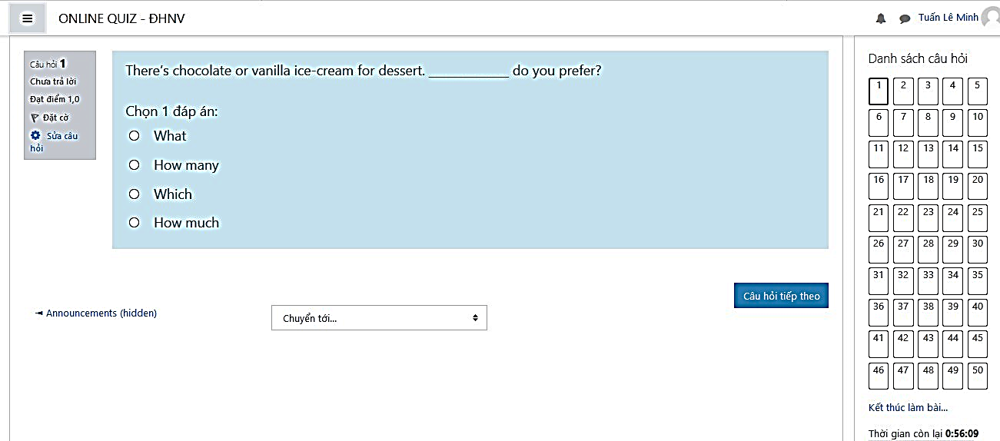 ONLINE QUIZ - ĐHNV
Tuấn Lê Minh
Câu hỏi 1
Chưa trả lời
Đạt điểm 1,0
Đặt cờ
Sửa câu
hỏi
There's chocolate or vanilla ice-cream for dessert. ____________ do you prefer?
Chọn 1 đáp án:
What
How many
Which
How much
Câu hỏi tiếp theo
Announcements (hidden)
Chuyển tới...
Danh sách câu hỏi
1 2 3 4 5
6 7 8 9 10
11 12 13 14 15
16 17 18 19 20
21 22 23 24 25
26 27 28 29 30
31 32 33 34 35
36 37 38 39 40
41 42 43 44 45
46 47 48 49 50
Kết thúc làm bài...
Thời gian còn lại 0:56:09